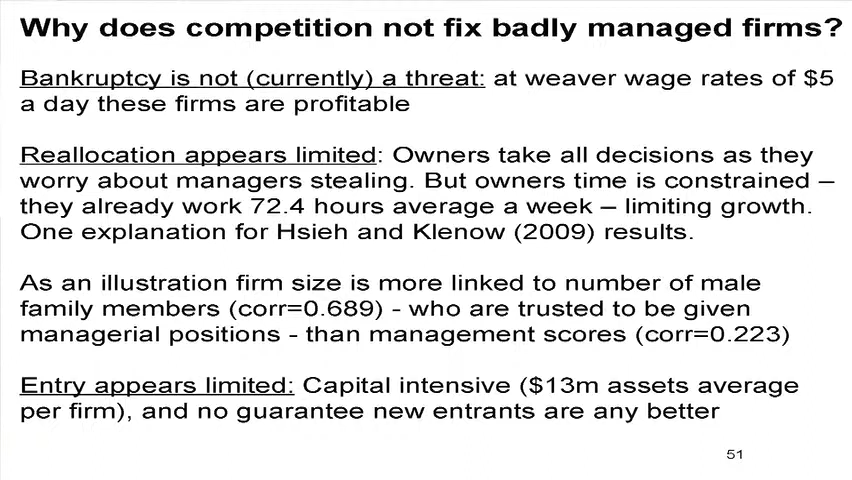 Why does competition not fix badly managed firms?
Bankruptcy is not (currently) a threat: at weaver wage rates of $5
a day these firms are profitable
Reallocation appears limited: Owners take all decisions as they
worry about managers stealing. But owners time is constrained –
they already work 72.4 hours average a week – limiting growth.
One explanation for Hsieh and Klenow (2009) results.
As an illustration firm size is more linked to number of male
family members (corr=0.689) - who are trusted to be given
managerial positions - than management scores (corr=0.223)
Entry appears limited: Capital intensive ($13m assets average
per firm), and no guarantee new entrants are any better
51